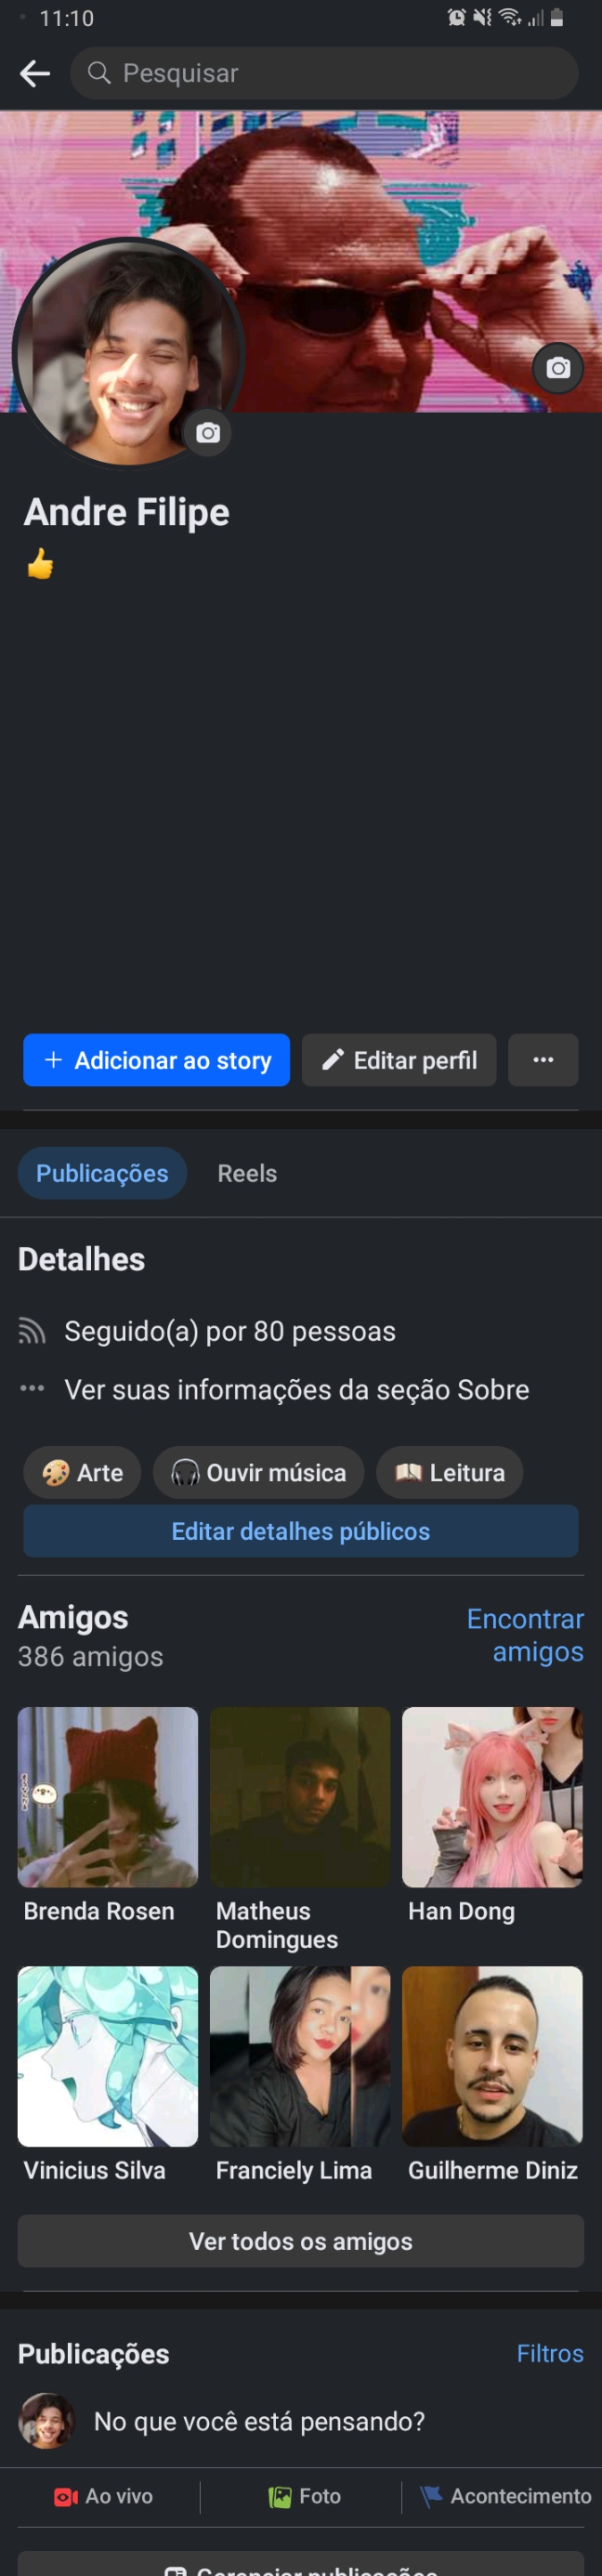 11:10
Pesquisar
Andre Filipe
👍
+ Adicionar ao story
Editar perfil
...
Publicações
Reels
Detalhes
Seguido(a) por 80 pessoas
Ver suas informações da seção Sobre
Arte
Ouvir música
Leitura
Editar detalhes públicos
Amigos
386 amigos
Encontrar
amigos
Brenda Rosen
Matheus
Domingues
Han Dong
Vinicius Silva
Franciely Lima
Guilherme Diniz
Ver todos os amigos
Publicações
Filtros
No que você está pensando?
Ao vivo
Foto
Acontecimento
Gerenciar publicações